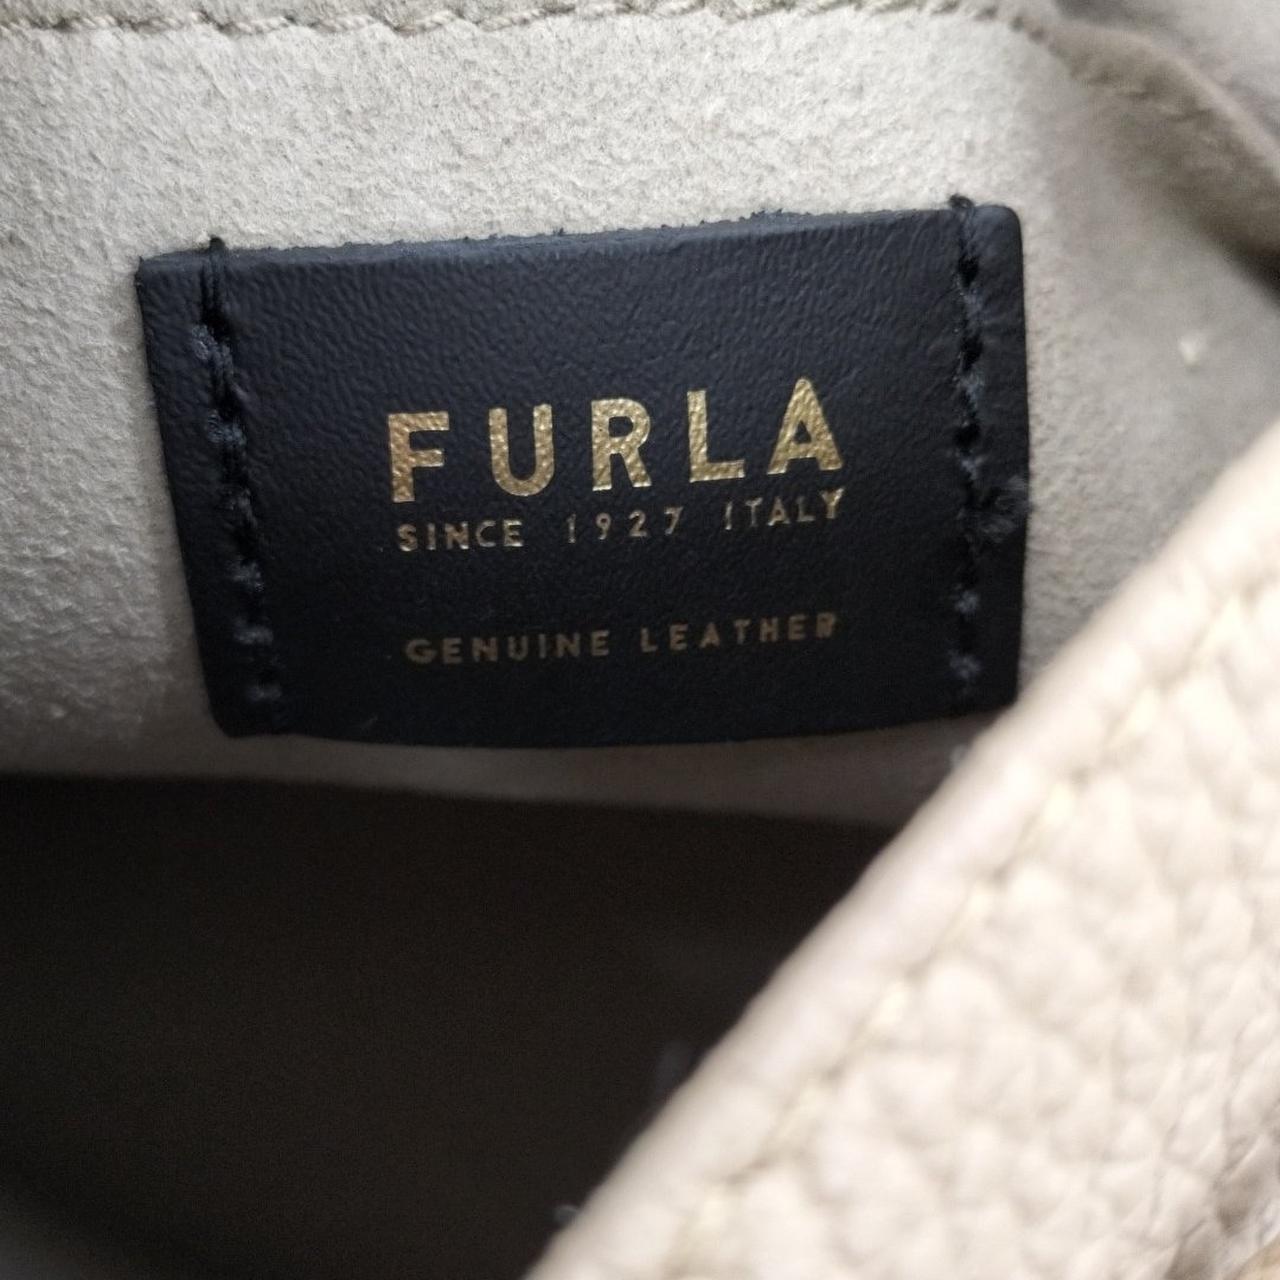 FURLA
SINCE 1927 ITALY
GENUINE LEATHER